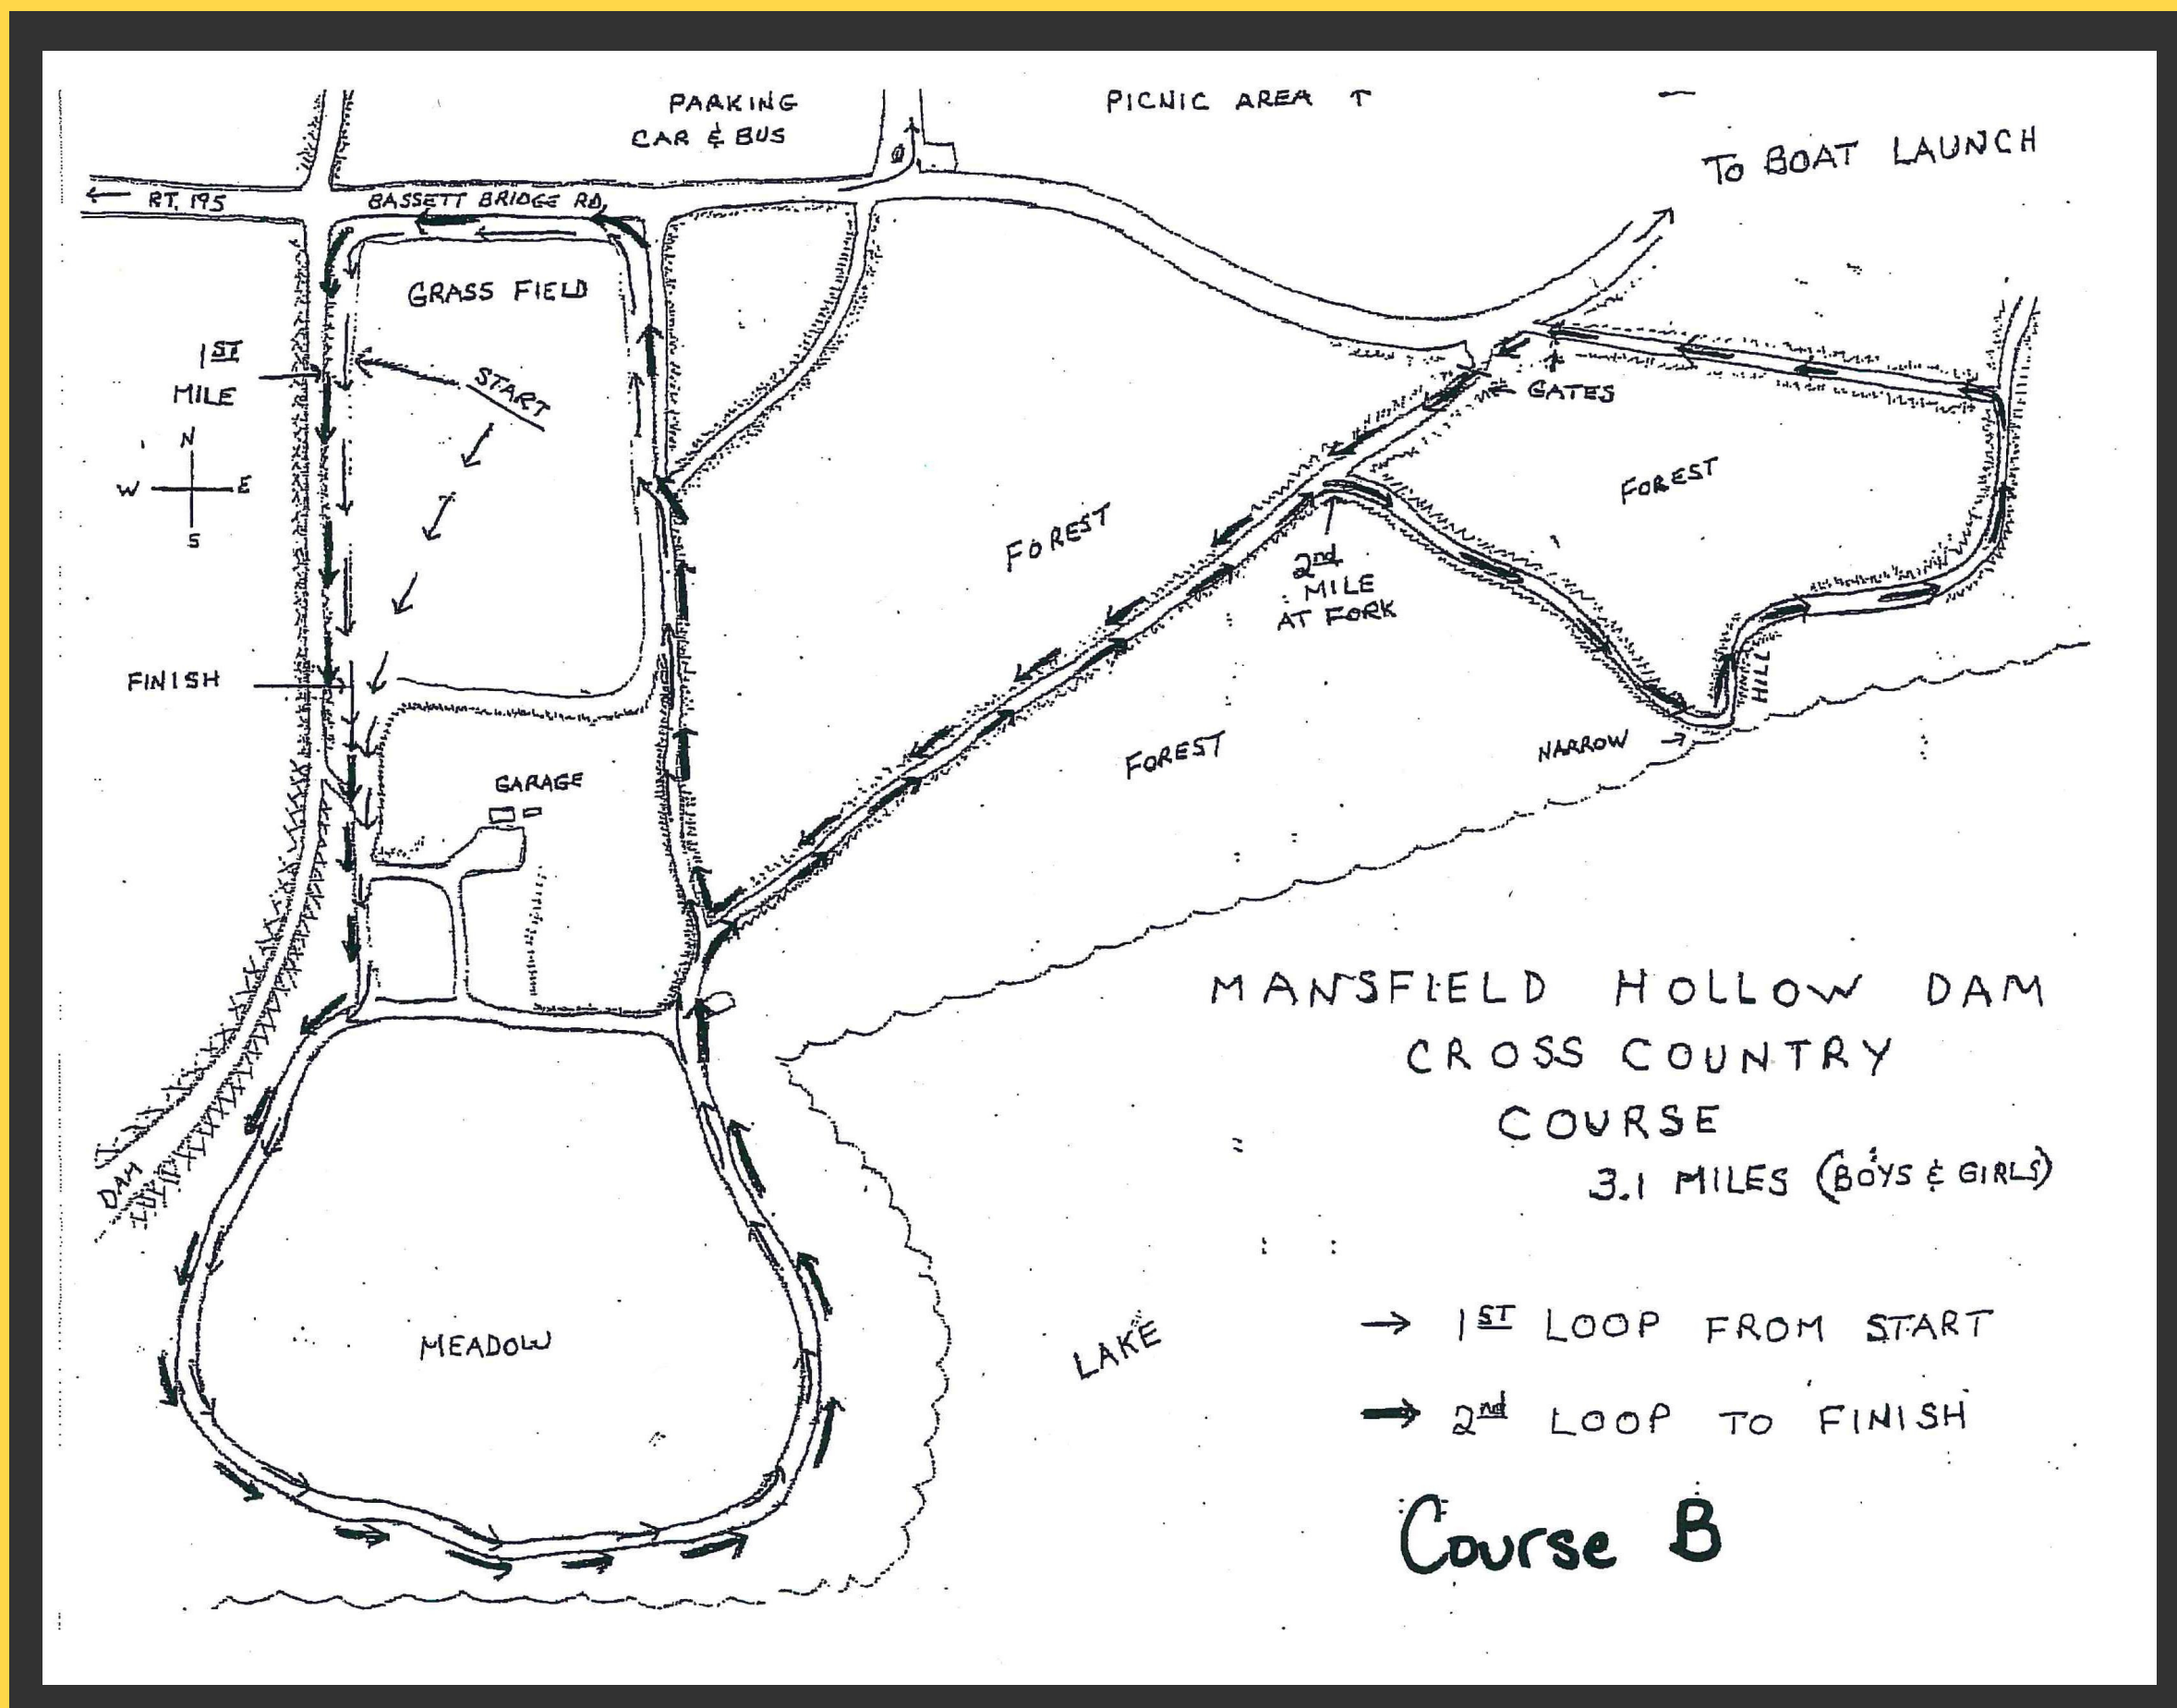 PARKING
CAR & BUS
PICNIC AREA ↑
TO BOAT LAUNCH
← RT. 195
BASSETT BRIDGE RD.
GRASS FIELD
1ST
MILE
START
← GATES
N
W E
S
FOREST
FOREST
2nd
MILE
AT FORK
FINISH
HILL
NARROW →
FOREST
GARAGE
MANSFIELD HOLLOW DAM
CROSS COUNTRY
COURSE
3.1 MILES (BOYS & GIRLS)
DAM
MEADOW
LAKE
→ 1ST LOOP FROM START
→ 2nd LOOP TO FINISH
Course B